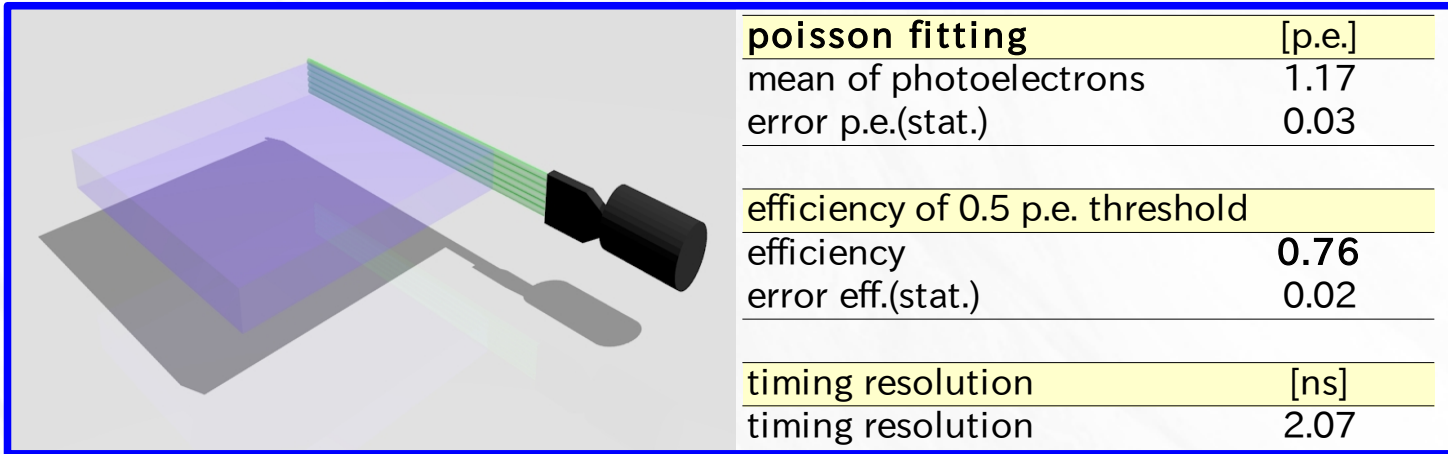 poisson fitting [p.e.]
mean of photoelectrons 1.17
error p.e.(stat.) 0.03
efficiency of 0.5 p.e. threshold
efficiency 0.76
error eff.(stat.) 0.02
timing resolution [ns]
timing resolution 2.07